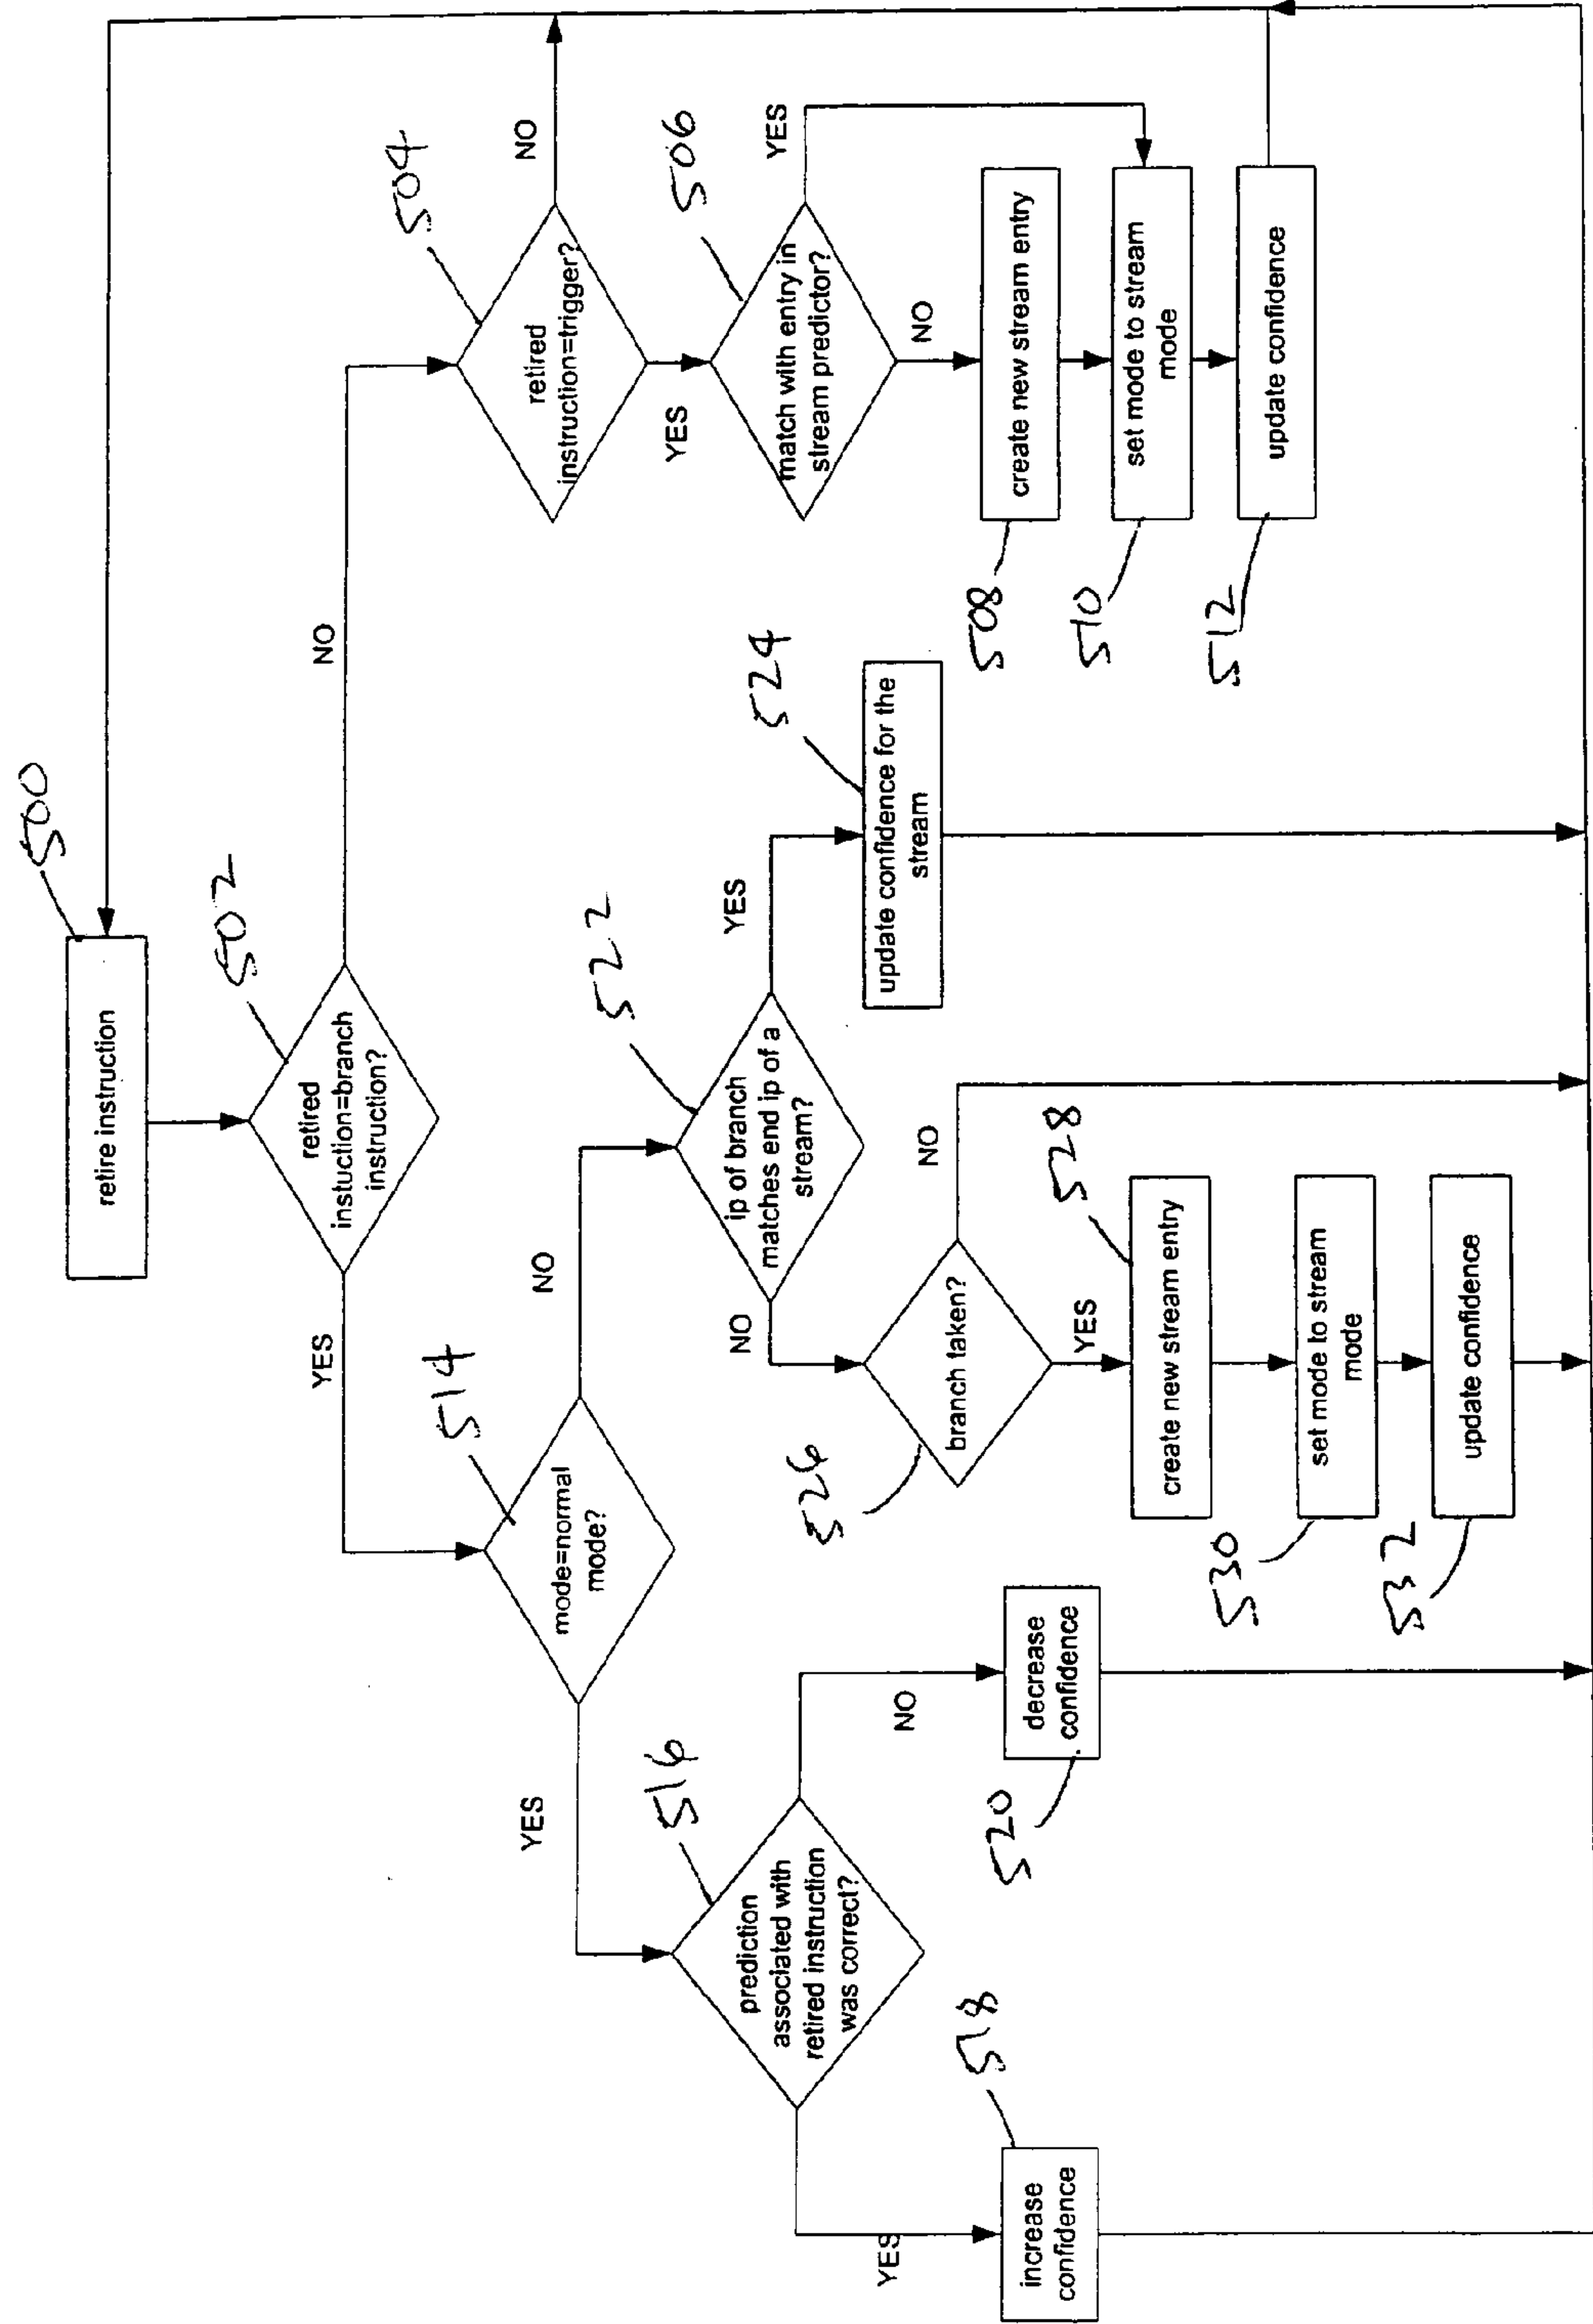 500
retire instruction
502
retired
instuction=branch
instruction?
YES
NO
504
retired
instruction=trigger?
NO
YES
506
match with entry in
stream predictor?
YES
NO
508
create new stream entry
510
set mode to stream
mode
512
update confidence
514
mode=normal
mode?
YES
NO
516
prediction
associated with
retired instruction
was correct?
YES
NO
518
increase
confidence
520
decrease
confidence
522
ip of branch
matches end ip of a
stream?
YES
NO
524
update confidence for the
stream
526
branch taken?
NO
YES
528
create new stream entry
530
set mode to stream
mode
532
update confidence